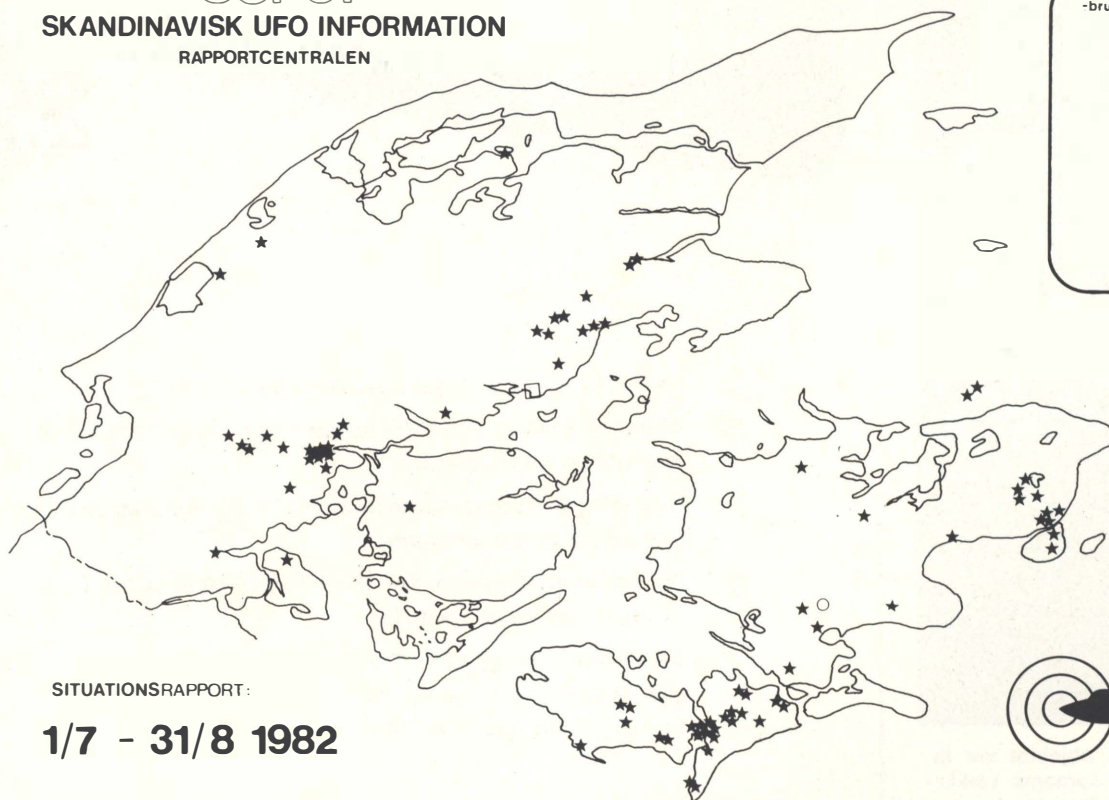 SKANDINAVISK UFO INFORMATION
RAPPORTCENTRALEN
SITUATIONSRAPPORT:
1/7 - 31/8 1982